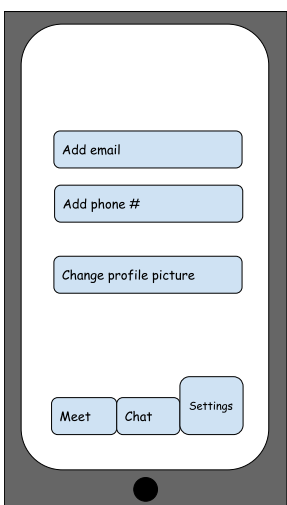 Add email
Add phone #
Change profile picture
Meet
Chat
Settings